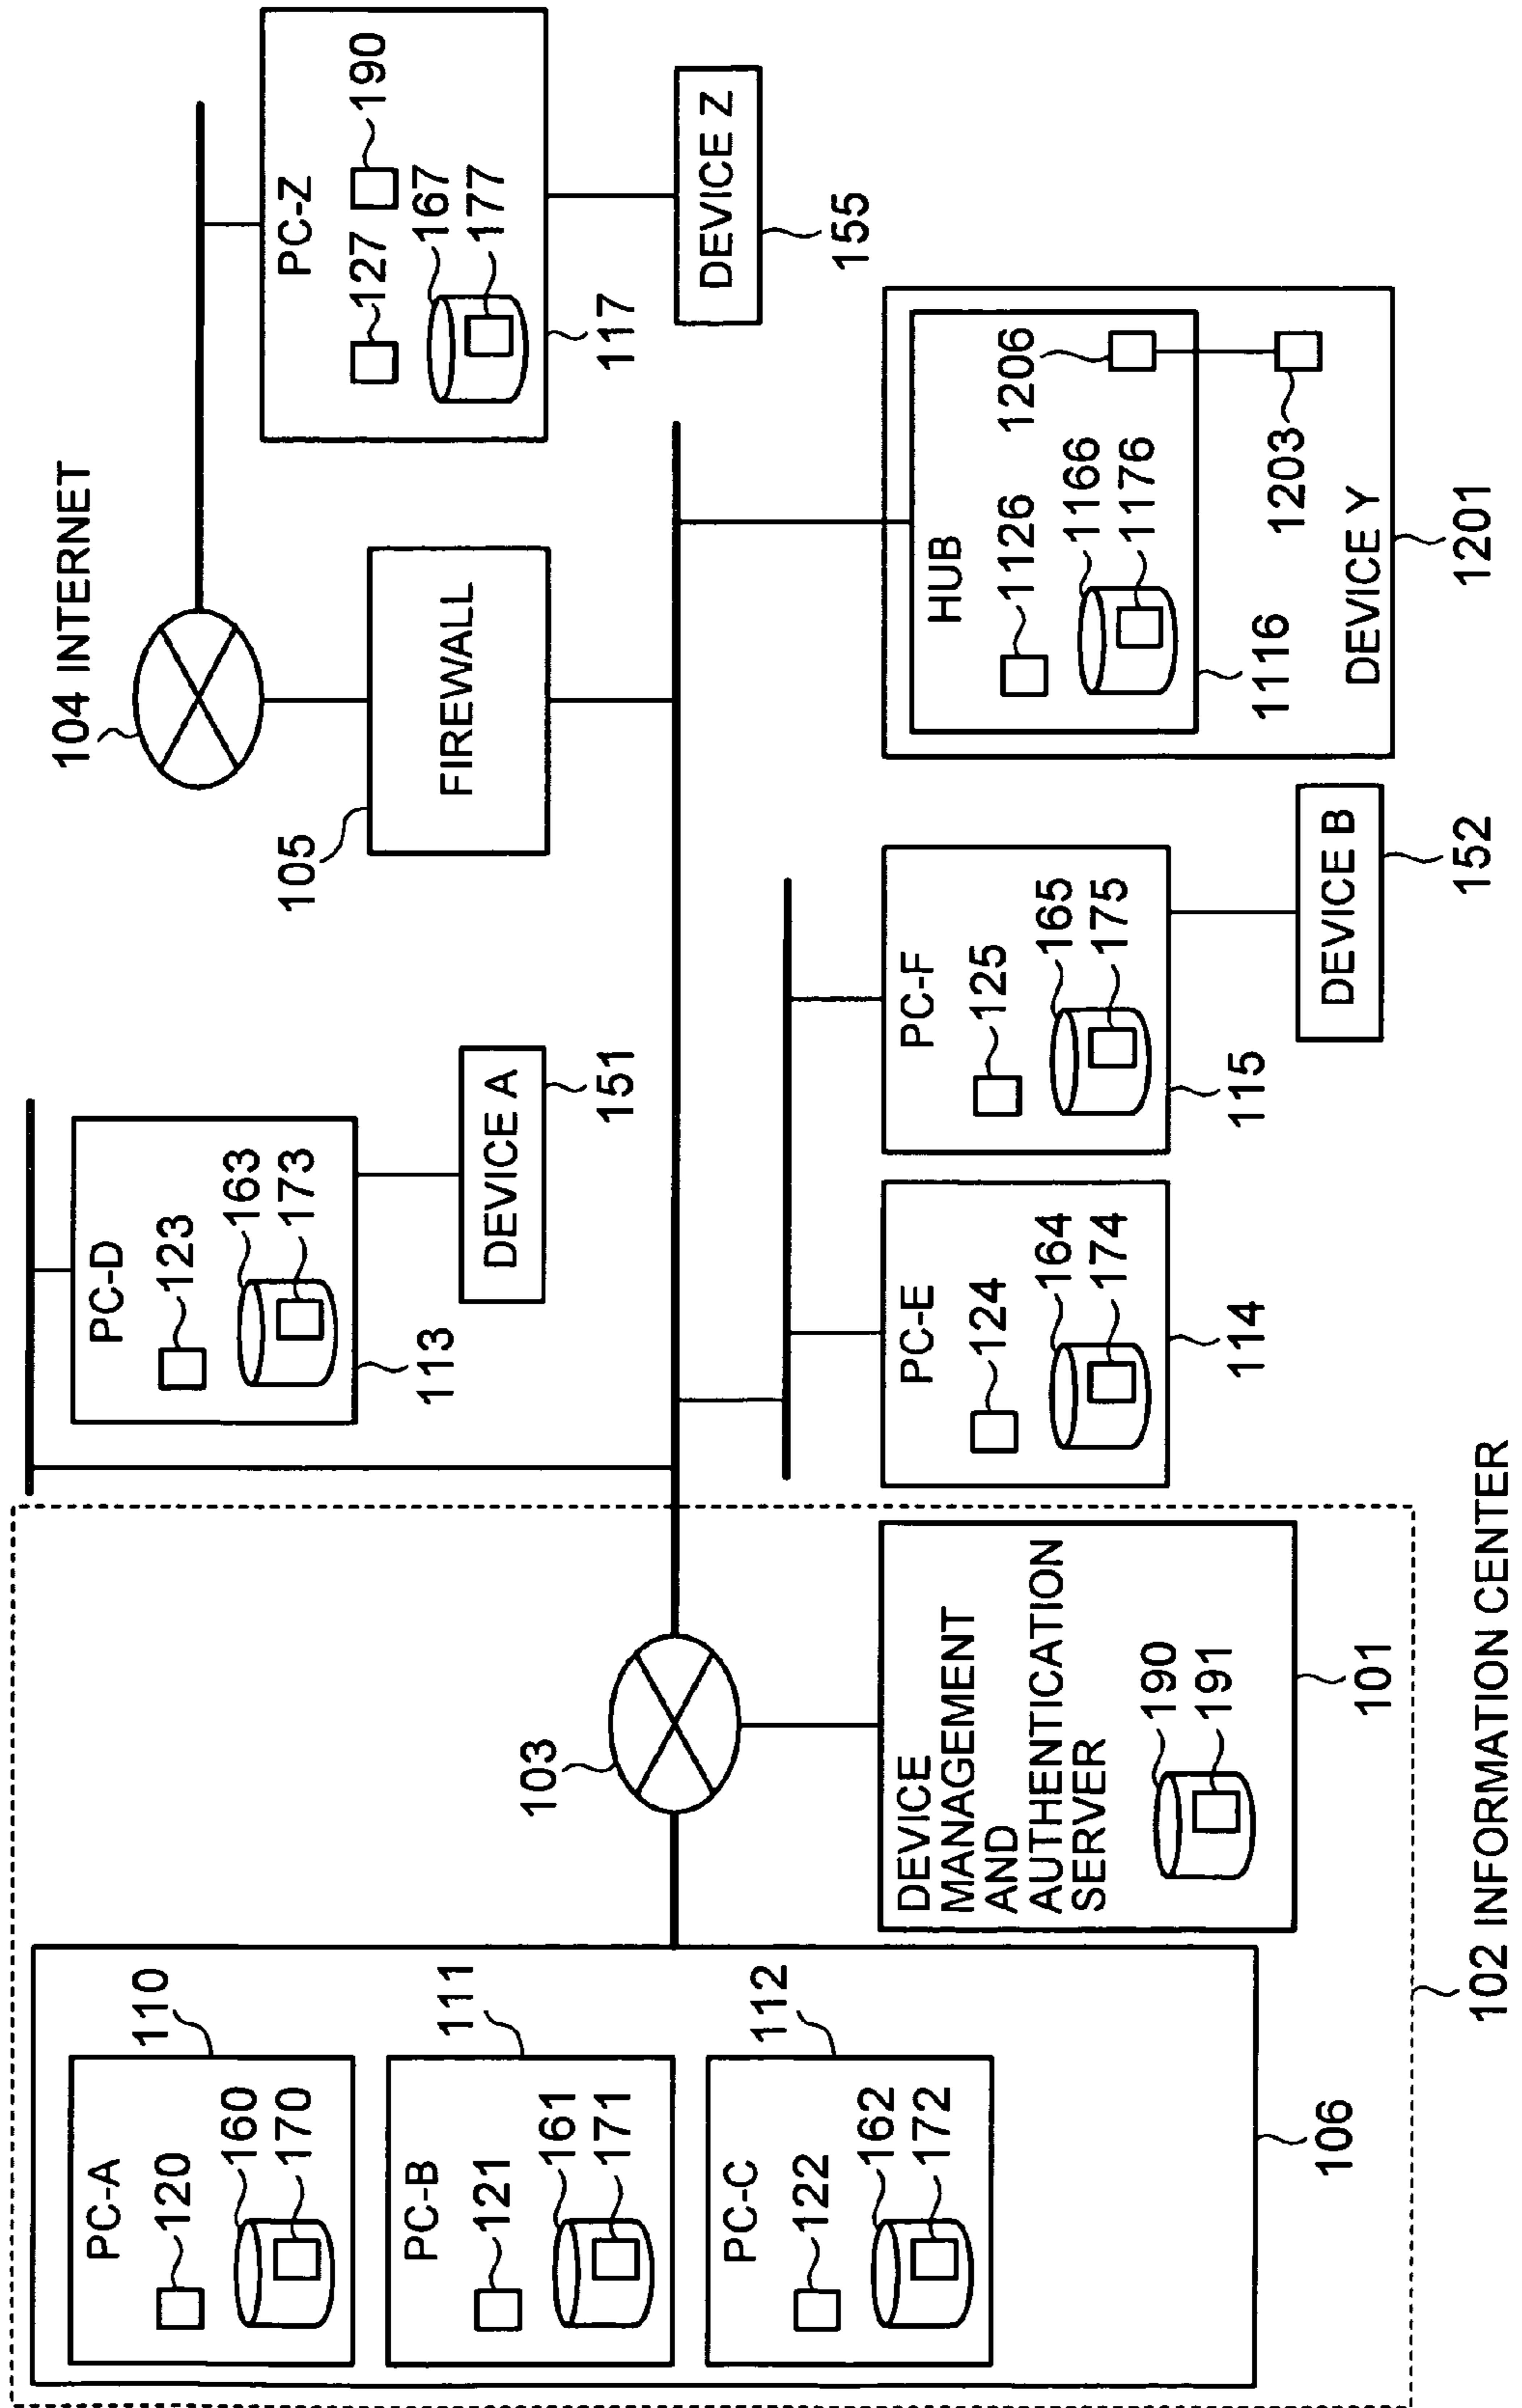 104 INTERNET
PC-Z
127
190
167
177
117
DEVICE Z
155
FIREWALL
105
PC-D
123
163
173
113
DEVICE A
151
HUB
1126
1206
1166
1176
1116
1203
DEVICE Y
1201
PC-F
125
165
175
115
DEVICE B
152
PC-E
124
164
174
114
103
DEVICE
MANAGEMENT
AND
AUTHENTICATION
SERVER
190
191
101
PC-A
110
120
160
170
PC-B
111
121
161
171
PC-C
112
122
162
172
106
102 INFORMATION CENTER